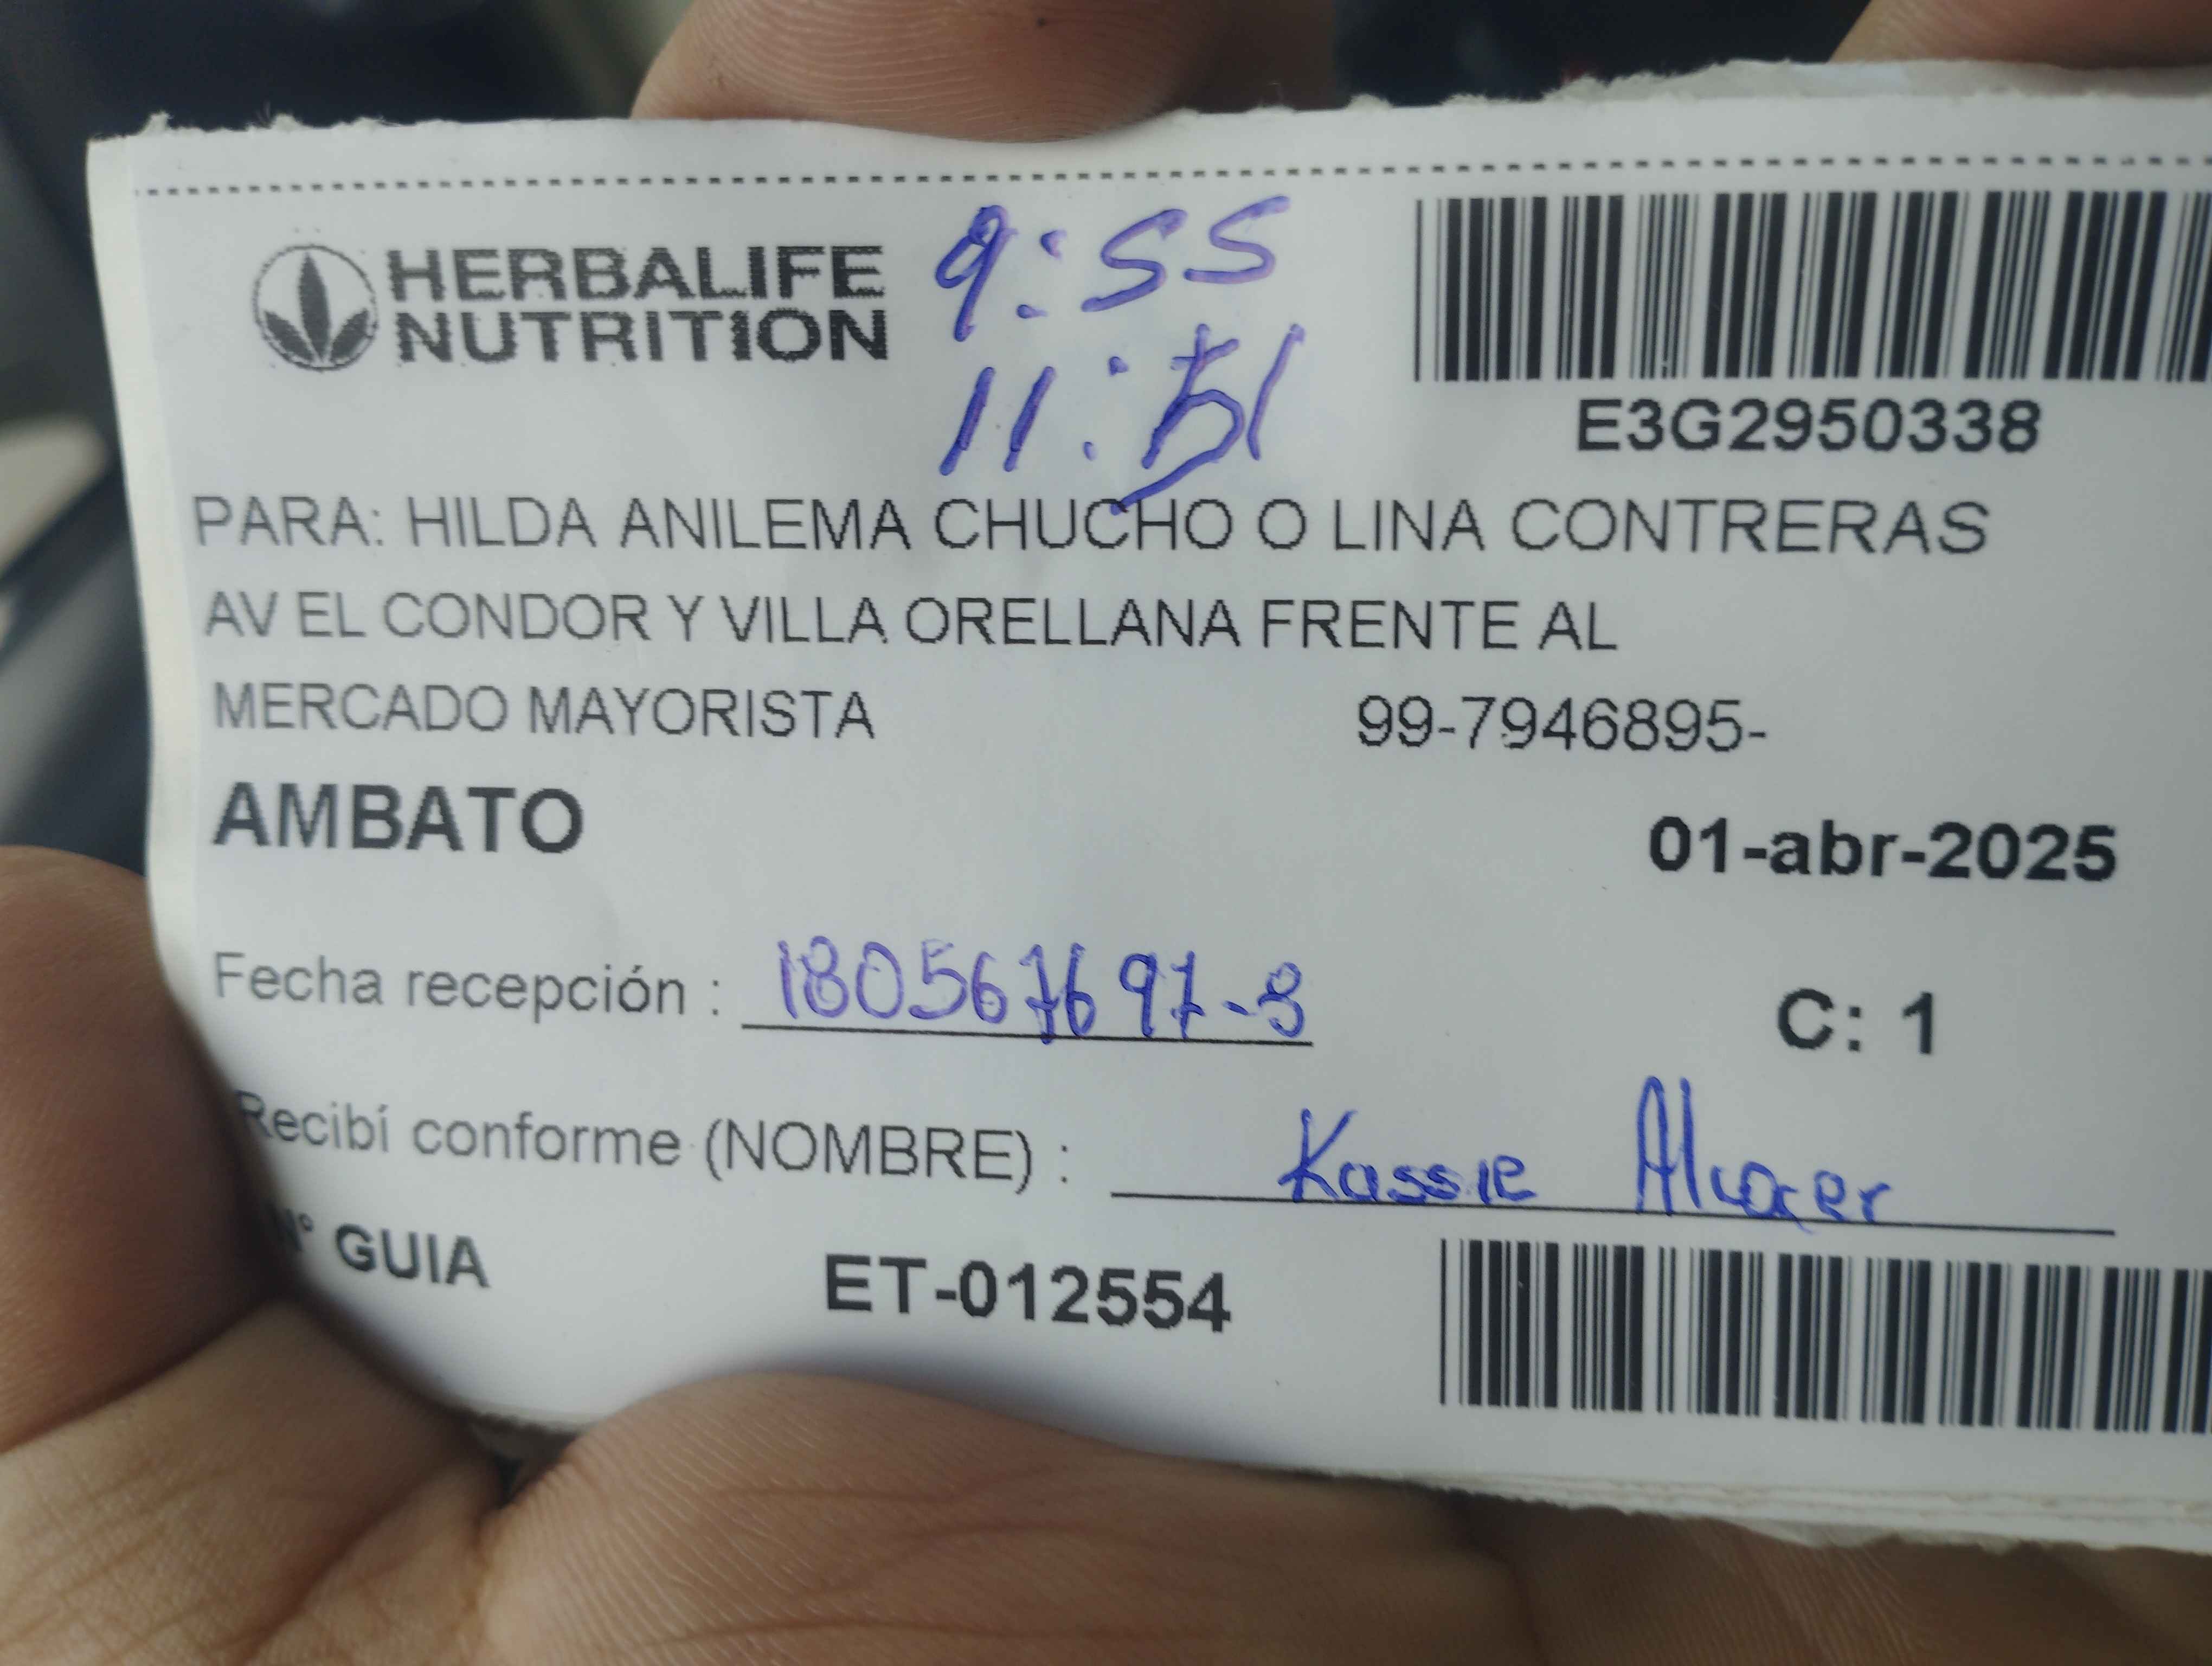 HERBALIFE
NUTRITION
9:55
11:51
E3G2950338
PARA: HILDA ANILEMA CHUCHO O LINA CONTRERAS
AV EL CONDOR Y VILLA ORELLANA FRENTE AL
MERCADO MAYORISTA 99-7946895-
AMBATO
01-abr-2025
Fecha recepción : 180567697-3
C: 1
Recibí conforme (NOMBRE) : Kassie
N° GUIA ET-012554